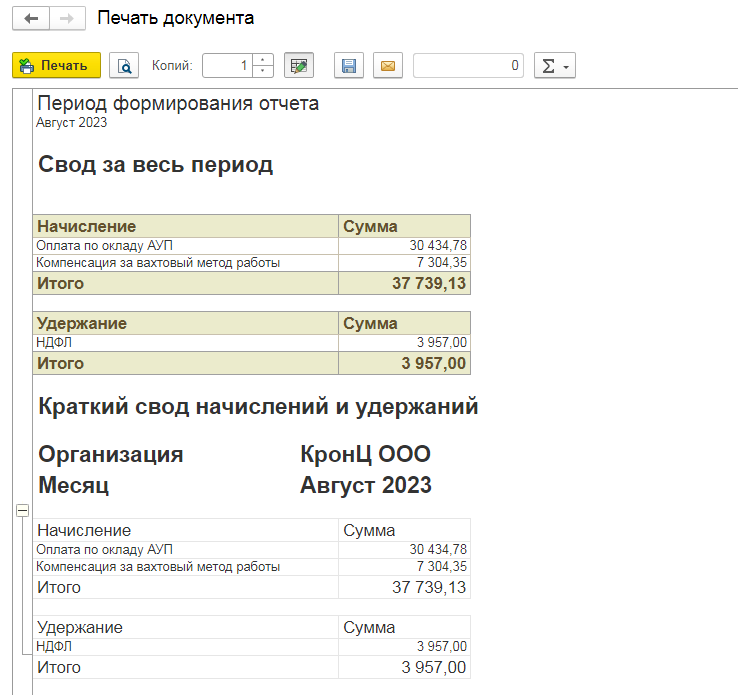 Печать документа
Печать Копий: 1 0 Σ
Период формирования отчета
Август 2023
Свод за весь период
Начисление Сумма
Оплата по окладу АУП 30 434,78
Компенсация за вахтовый метод работы 7 304,35
Итого 37 739,13
Удержание Сумма
НДФЛ 3 957,00
Итого 3 957,00
Краткий свод начислений и удержаний
Организация КронЦ ООО
Месяц Август 2023
Начисление Сумма
Оплата по окладу АУП 30 434,78
Компенсация за вахтовый метод работы 7 304,35
Итого 37 739,13
Удержание Сумма
НДФЛ 3 957,00
Итого 3 957,00